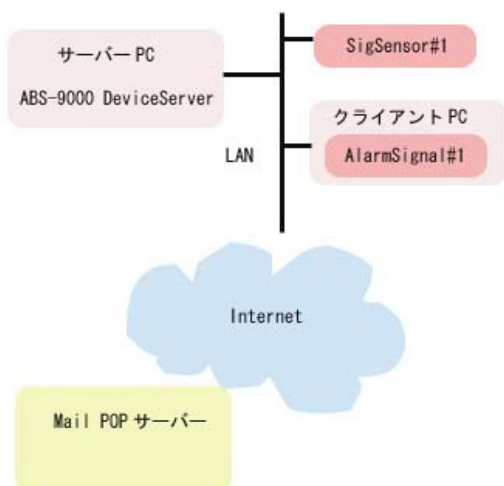 サーバーPC
ABS-9000 DeviceServer
SigSensor#1
クライアントPC
AlarmSignal#1
LAN
Internet
Mail POP サーバー